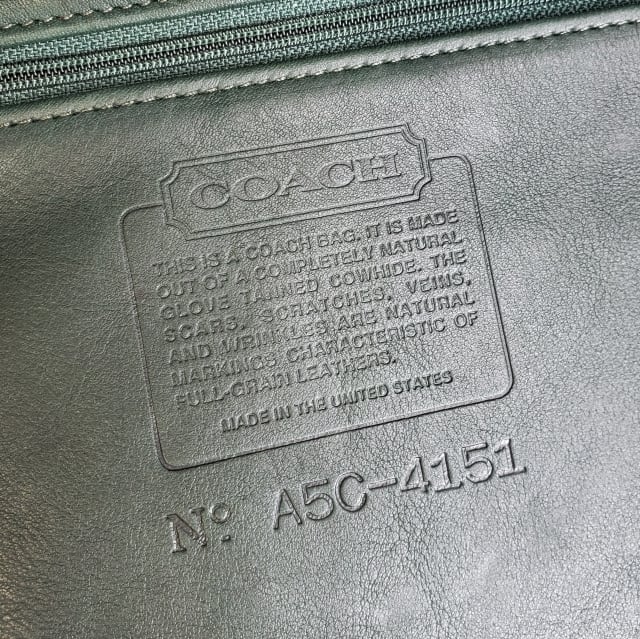 COACH
THIS IS A COACH BAG. IT IS MADE
OUT OF A COMPLETELY NATURAL
GLOVE TANNED COWHIDE. THE
SCARS, SCRATCHES, VEINS,
AND WRINKLES ARE NATURAL
MARKINGS CHARACTERISTIC OF
FULL-GRAIN LEATHERS.
MADE IN THE UNITED STATES
No A5C-4151